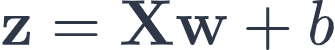 z = Xw + b